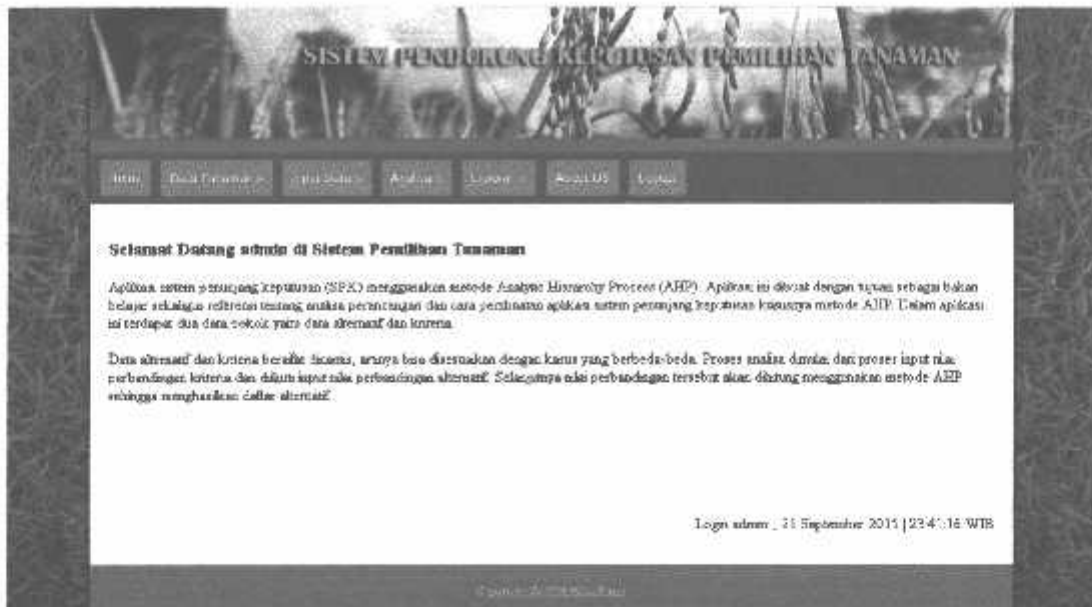 SISTEM PENDUKUNG KEPUTUSAN PEMILIHAN TANAMAN
Home Data Input Data Analisa Laporan About US Logout
Selamat Datang admin di Sistem Pemilihan Tanaman
Aplikasi sistem penunjang keputusan (SPK) menggunakan metode Analytic Hierarchy Process (AHP). Aplikasi ini dibuat dengan tujuan sebagai bahan
belajar sekaligus referensi tentang analisa perancangan dan cara pembuatan aplikasi sistem penunjang keputusan khususnya metode AHP. Dalam aplikasi
ini terdapat dua data pokok yaitu data alternatif dan kriteria.
Data alternatif dan kriteria bersifat dinamis, artinya bisa disesuaikan dengan kasus yang berbeda-beda. Proses analisa dimulai dari proses input nilai
perbandingan kriteria dan diikuti input nilai perbandingan alternatif. Selanjutnya nilai perbandingan tersebut akan dihitung menggunakan metode AHP
sehingga menghasilkan daftar alternatif.
Login admin , 21 September 2015 | 23:41:16 WIB